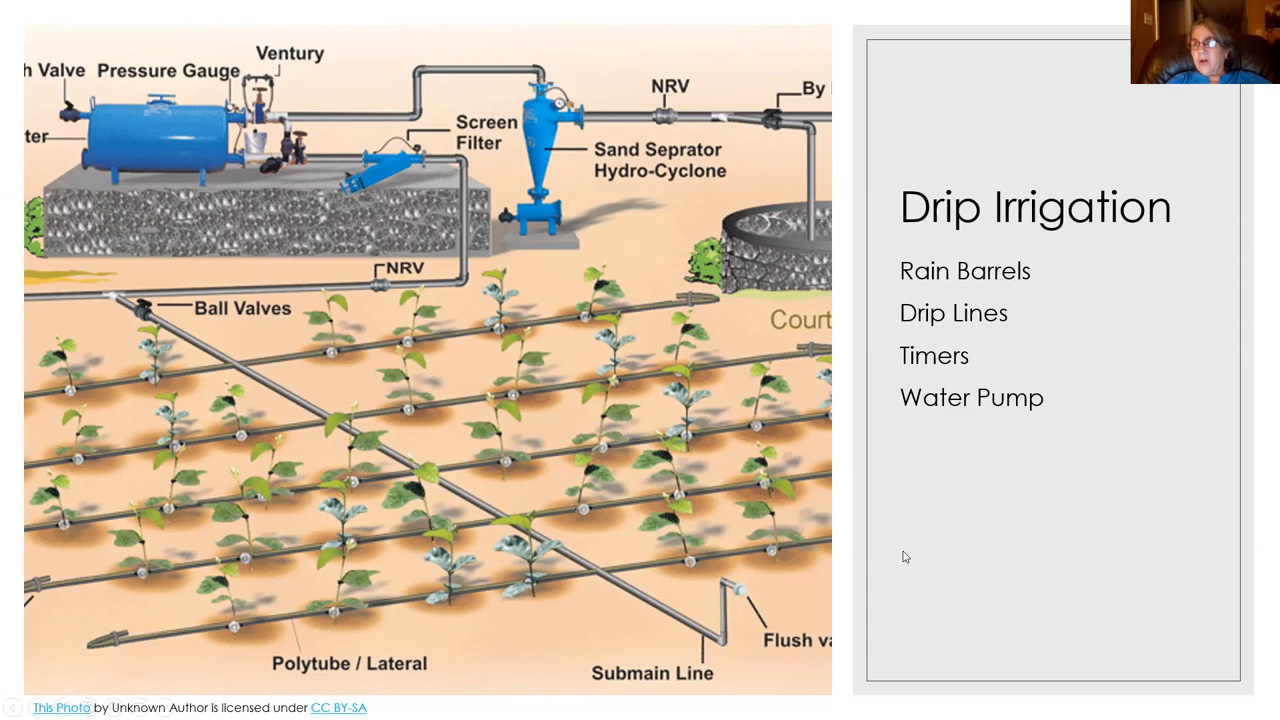 Ventury
h Valve
Pressure Gauge
ter
Screen
Filter
NRV
By
Sand Seprator
Hydro-Cyclone
NRV
Ball Valves
Court
Polytube / Lateral
Submain Line
Flush va
Drip Irrigation
Rain Barrels
Drip Lines
Timers
Water Pump
This Photo by Unknown Author is licensed under CC BY-SA